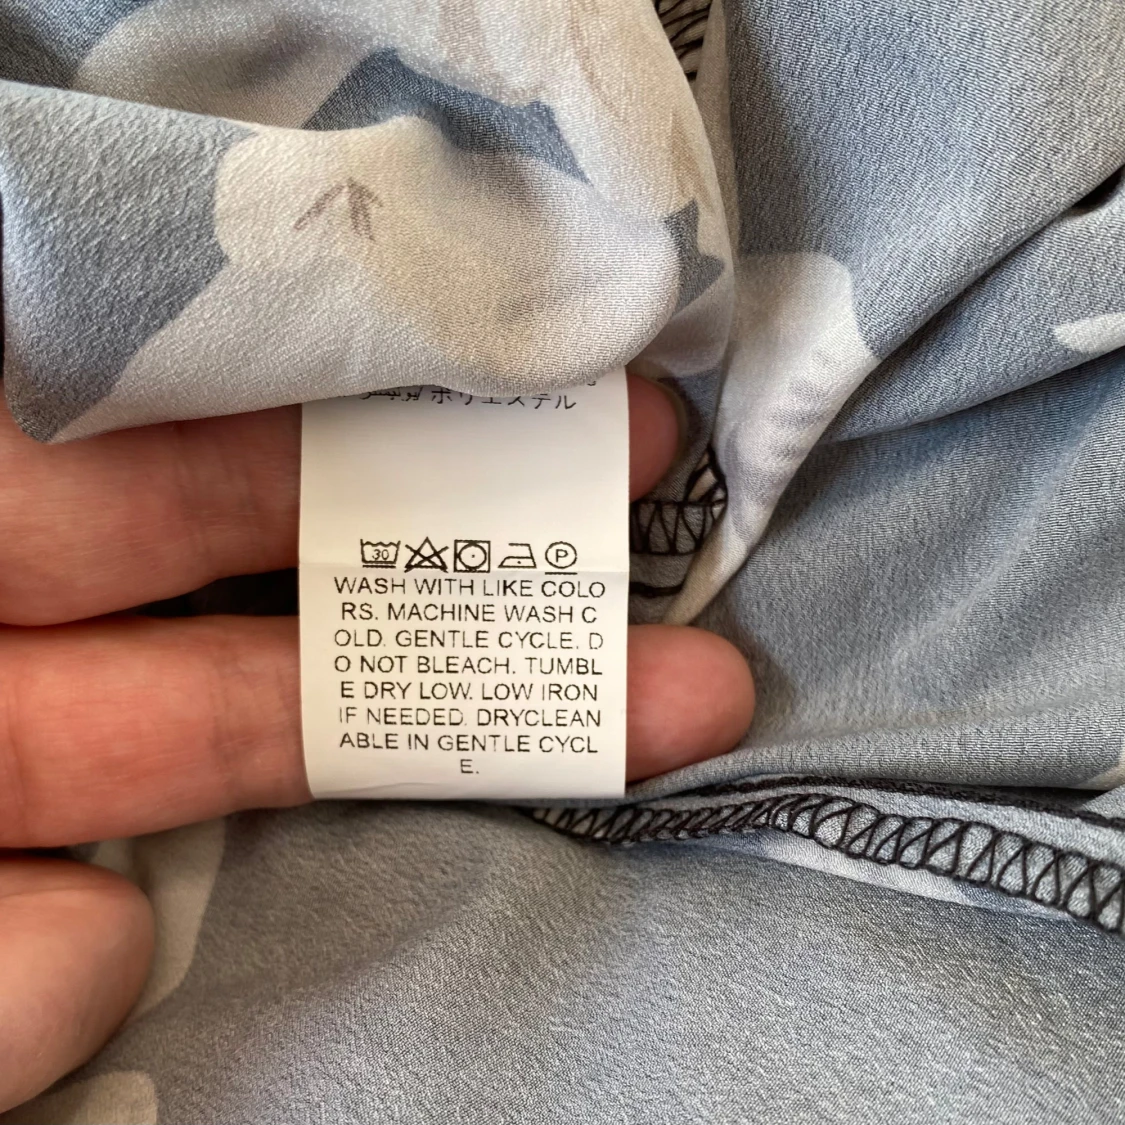 ポリエステル
30
P
WASH WITH LIKE COLO
RS. MACHINE WASH C
OLD. GENTLE CYCLE. D
O NOT BLEACH. TUMBL
E DRY LOW. LOW IRON
IF NEEDED. DRYCLEAN
ABLE IN GENTLE CYCL
E.